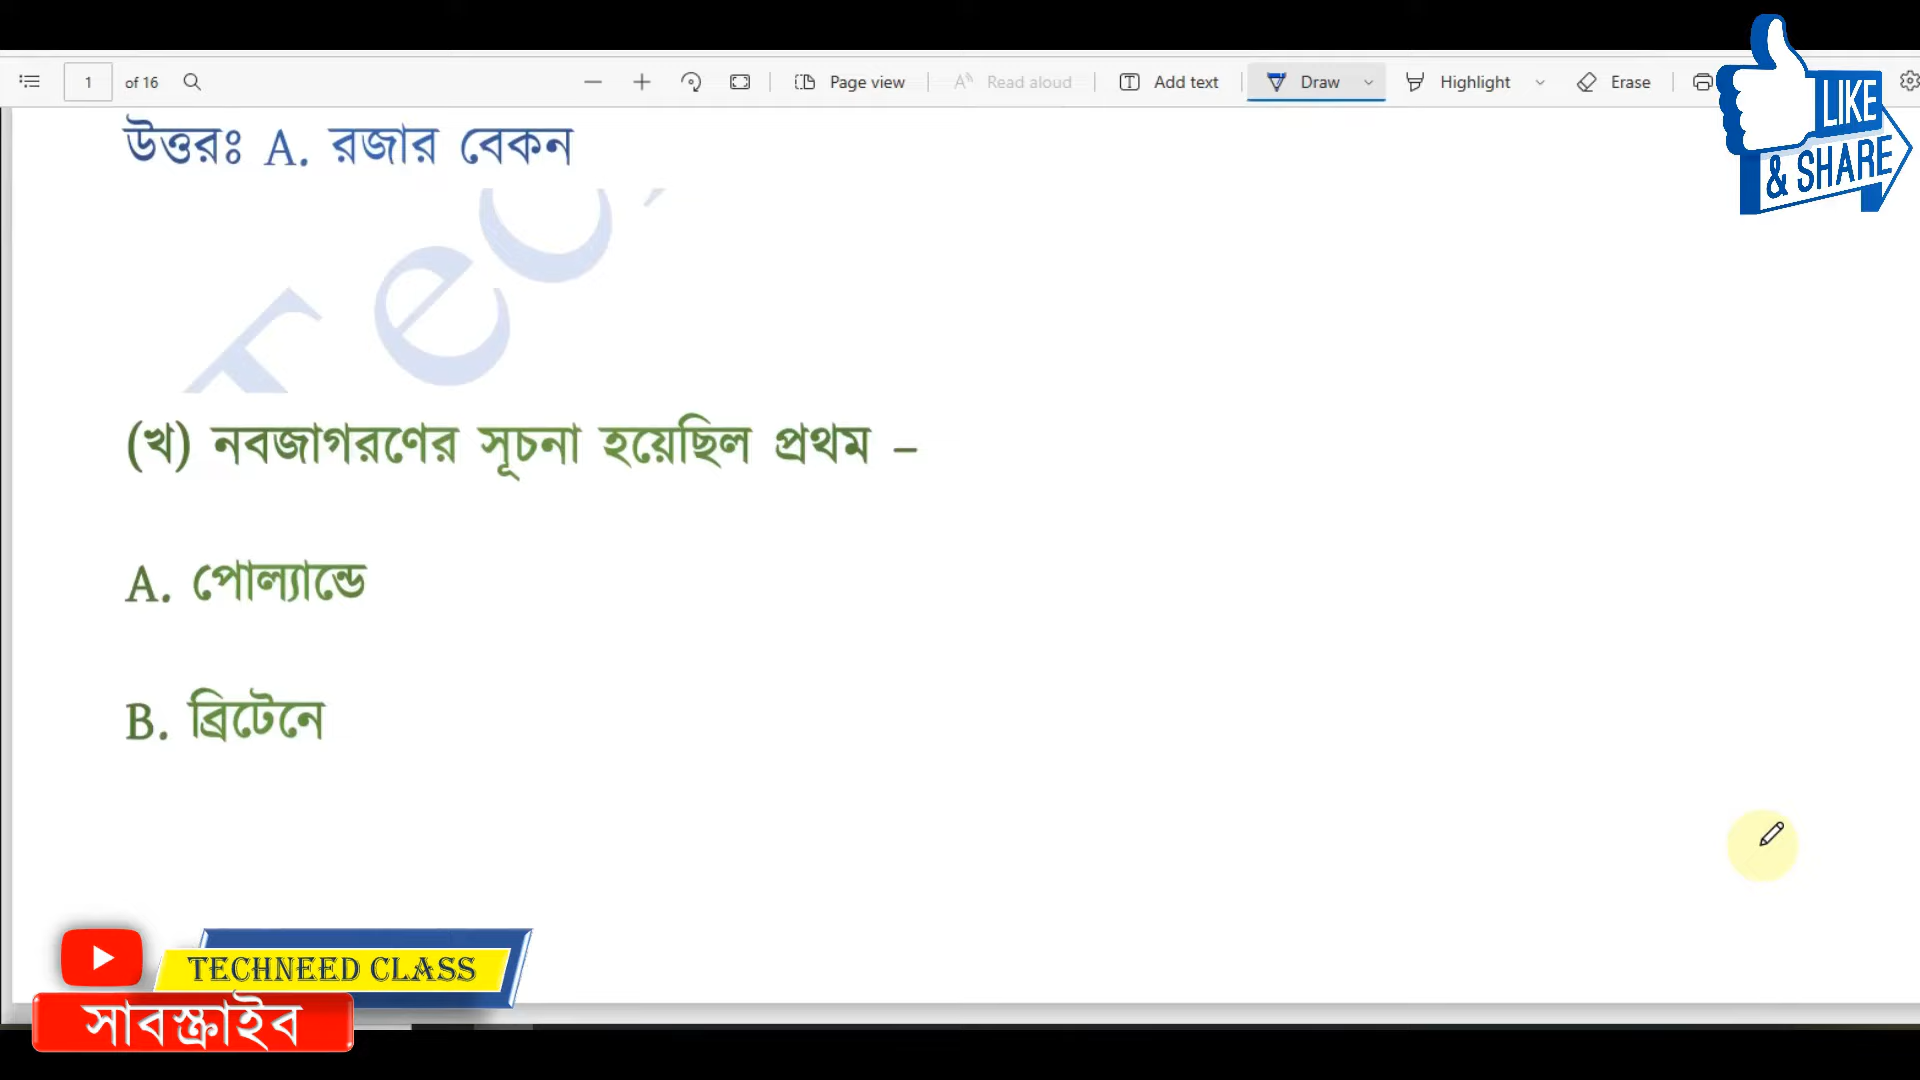 1 of 16 Page view Read aloud Add text Draw Highlight Erase
LIKE
& SHARE
উত্তরঃ A. রজার বেকন
Tec
(খ) নবজাগরণের সূচনা হয়েছিল প্রথম –
A. পোল্যান্ডে
B. ব্রিটেনে
TECHNEED CLASS
সাবস্ক্রাইব